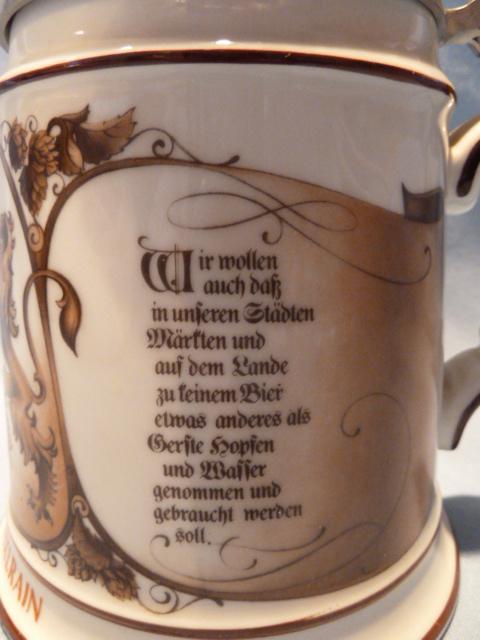 Wir wollen
auch daß
in unseren Städten
Märkten und
auf dem Lande
zu keinem Bier
etwas anderes als
Gerste Hopfen
und Wasser
genommen und
gebraucht werden
soll.